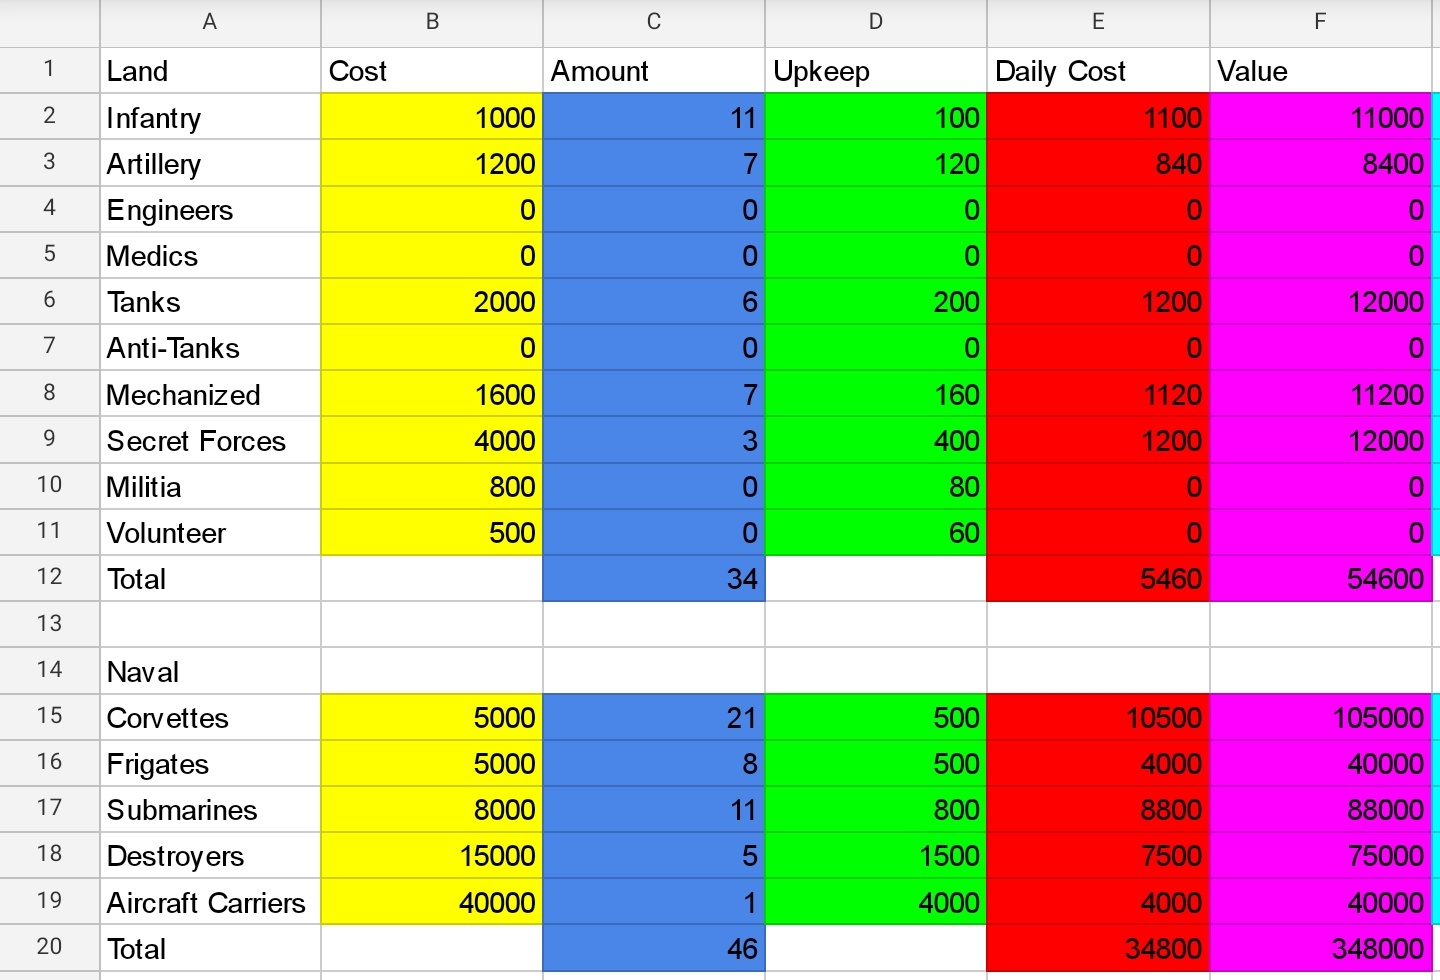 A B C D E F
1 Land Cost Amount Upkeep Daily Cost Value
2 Infantry 1000 11 100 1100 11000
3 Artillery 1200 7 120 840 8400
4 Engineers 0 0 0 0 0
5 Medics 0 0 0 0 0
6 Tanks 2000 6 200 1200 12000
7 Anti-Tanks 0 0 0 0 0
8 Mechanized 1600 7 160 1120 11200
9 Secret Forces 4000 3 400 1200 12000
10 Militia 800 0 80 0 0
11 Volunteer 500 0 60 0 0
12 Total 34 5460 54600
13
14 Naval
15 Corvettes 5000 21 500 10500 105000
16 Frigates 5000 8 500 4000 40000
17 Submarines 8000 11 800 8800 88000
18 Destroyers 15000 5 1500 7500 75000
19 Aircraft Carriers 40000 1 4000 4000 40000
20 Total 46 34800 348000